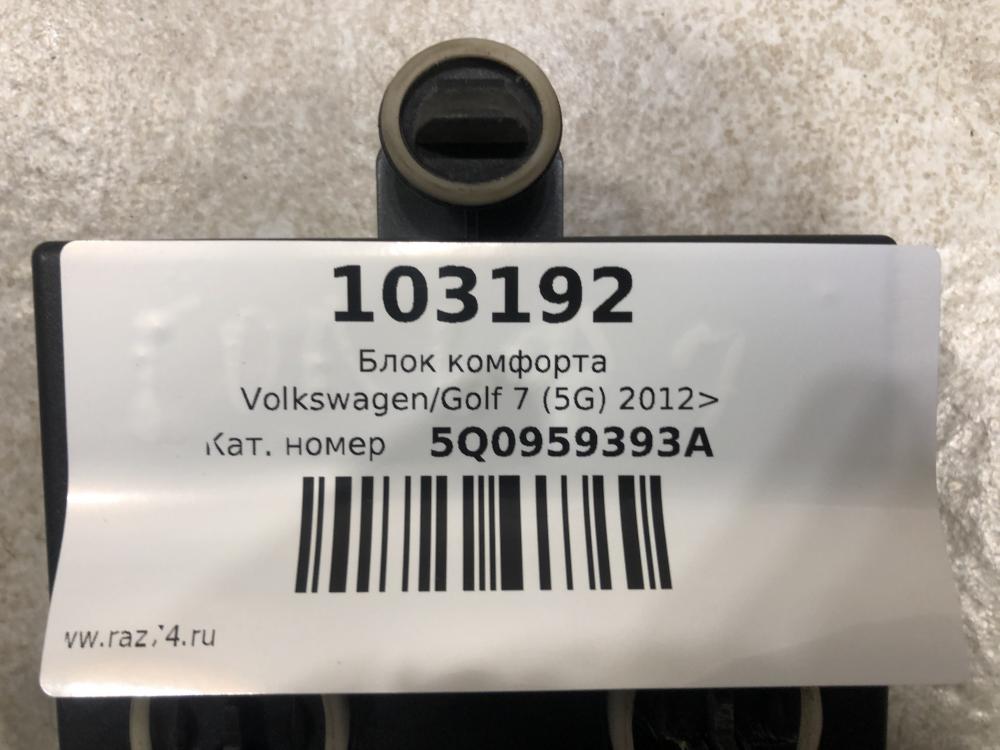 103192
Блок комфорта
Volkswagen/Golf 7 (5G) 2012>
Кат. номер 5Q0959393A